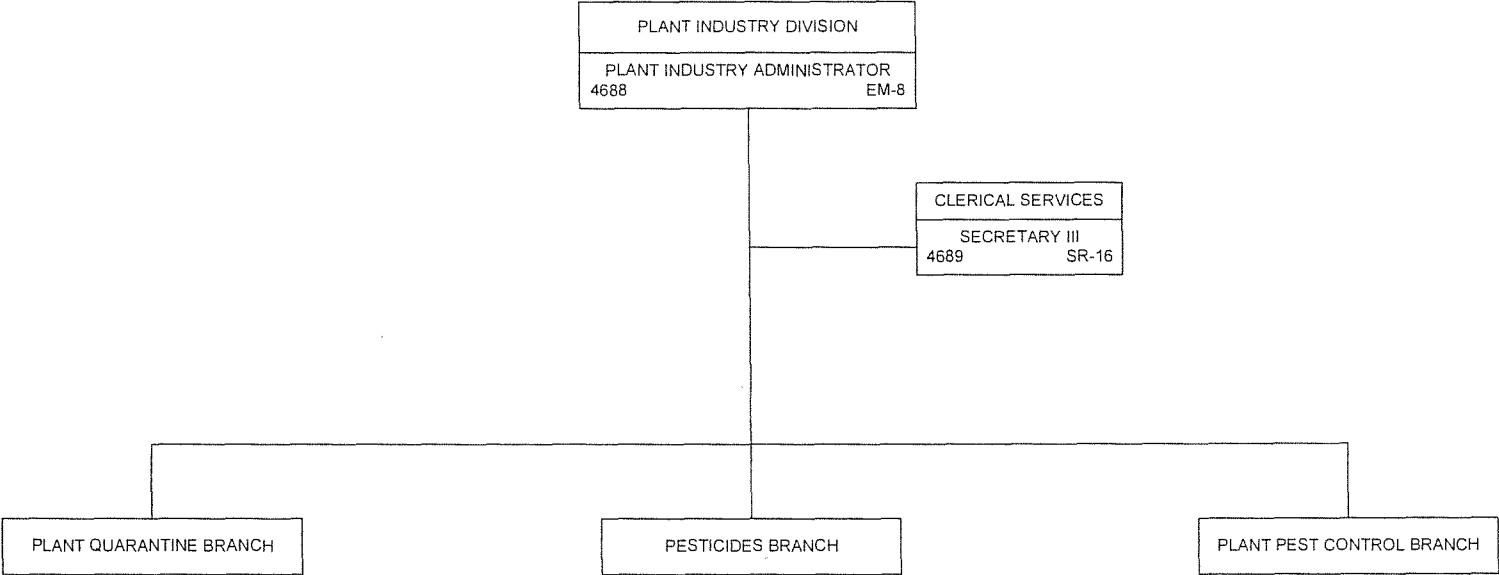 PLANT INDUSTRY DIVISION
PLANT INDUSTRY ADMINISTRATOR
4688 EM-8
CLERICAL SERVICES
SECRETARY III
4689 SR-16
PLANT QUARANTINE BRANCH
PESTICIDES BRANCH
PLANT PEST CONTROL BRANCH